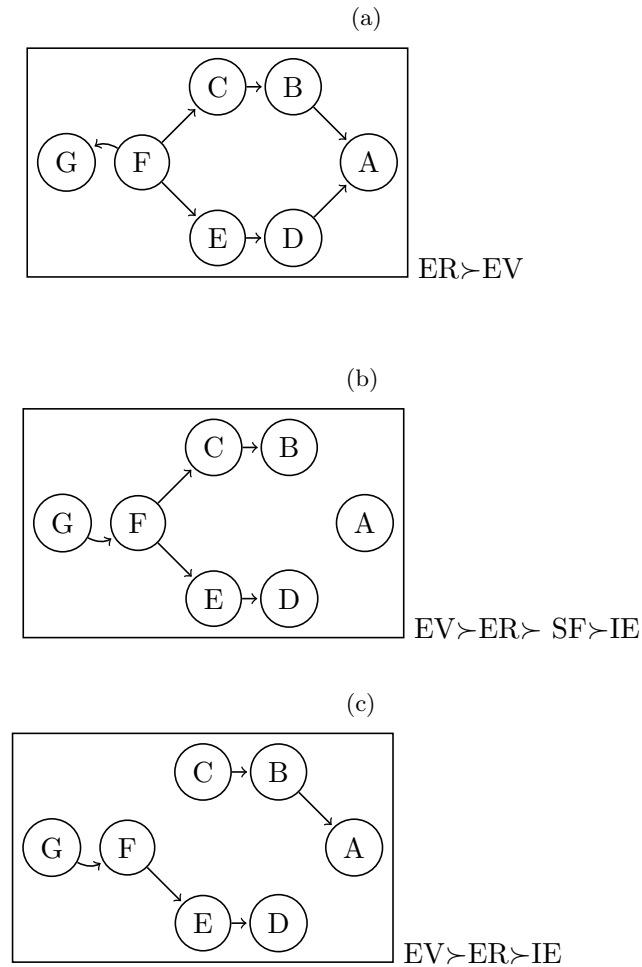 (a)
C B
G F A
E D
ER≻EV
(b)
C B
G F A
E D
EV≻ER≻ SF≻IE
(c)
C B
G F A
E D
EV≻ER≻IE